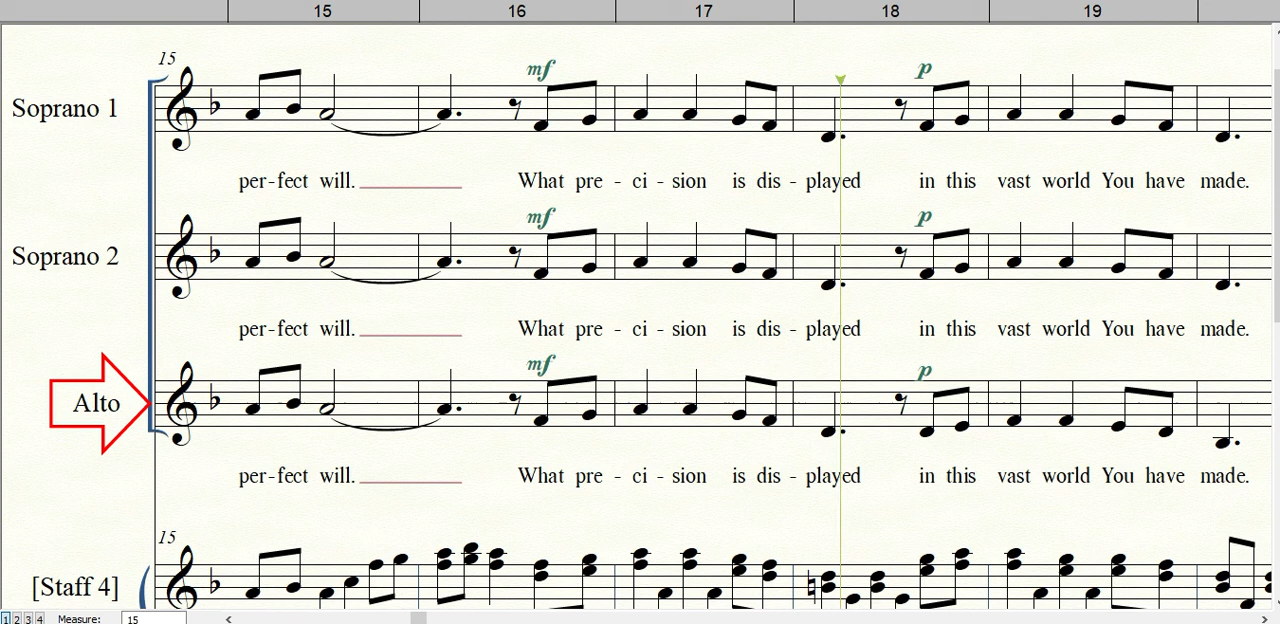 15 16 17 18 19
15
mf p
Soprano 1
per-fect will. What pre - ci - sion is dis - played in this vast world You have made.
mf p
Soprano 2
per-fect will. What pre - ci - sion is dis - played in this vast world You have made.
mf p
Alto
per-fect will. What pre - ci - sion is dis - played in this vast world You have made.
15
[Staff 4]
1 2 3 4 Measure: 15